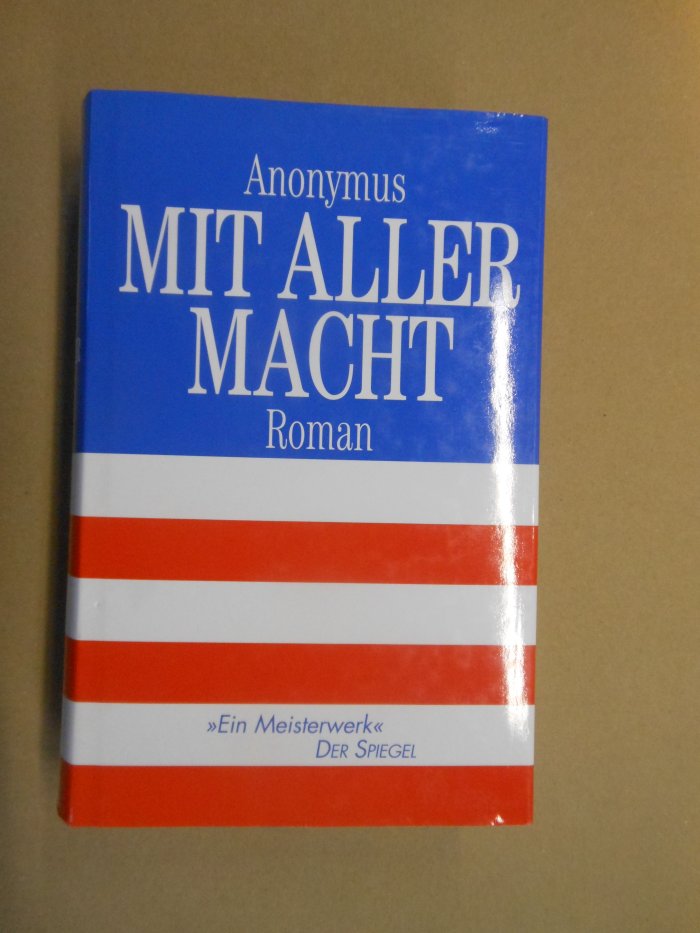 Anonymus
MIT ALLER
MACHT
Roman
»Ein Meisterwerk«
DER SPIEGEL